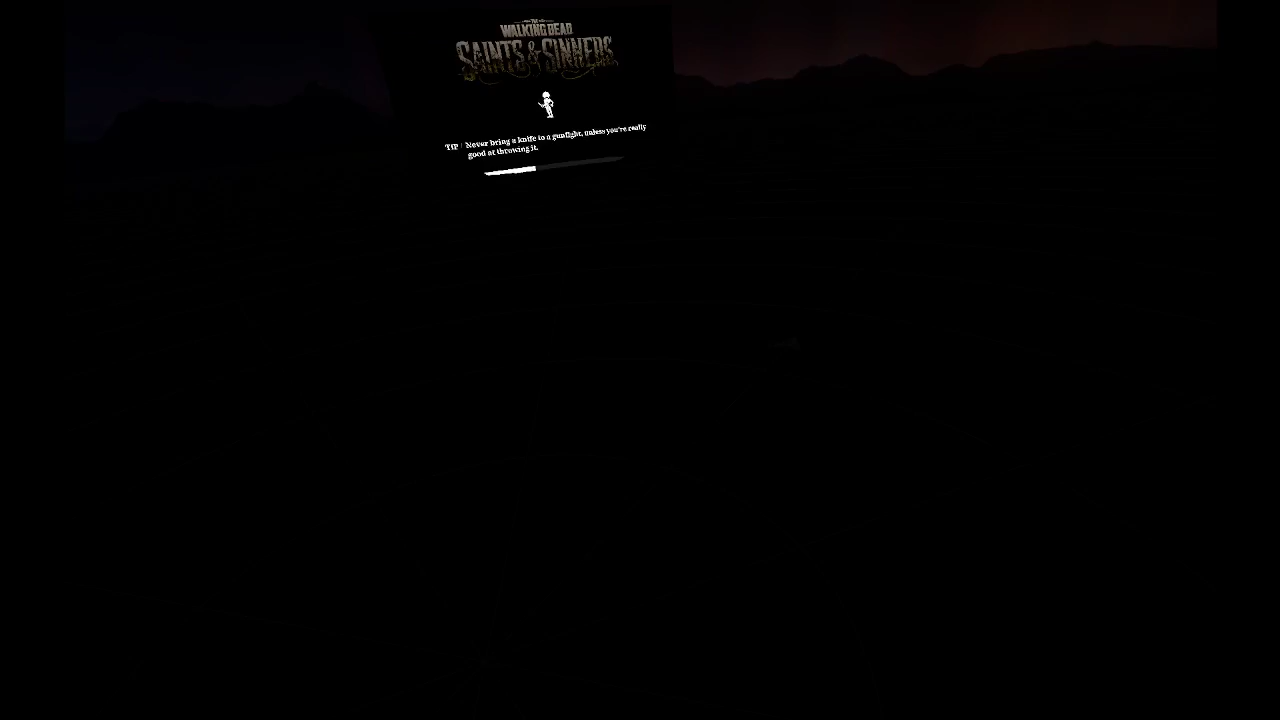 THE
WALKING DEAD
SAINTS & SINNERS
TIP / Never bring a knife to a gunfight, unless you're really
good at throwing it.